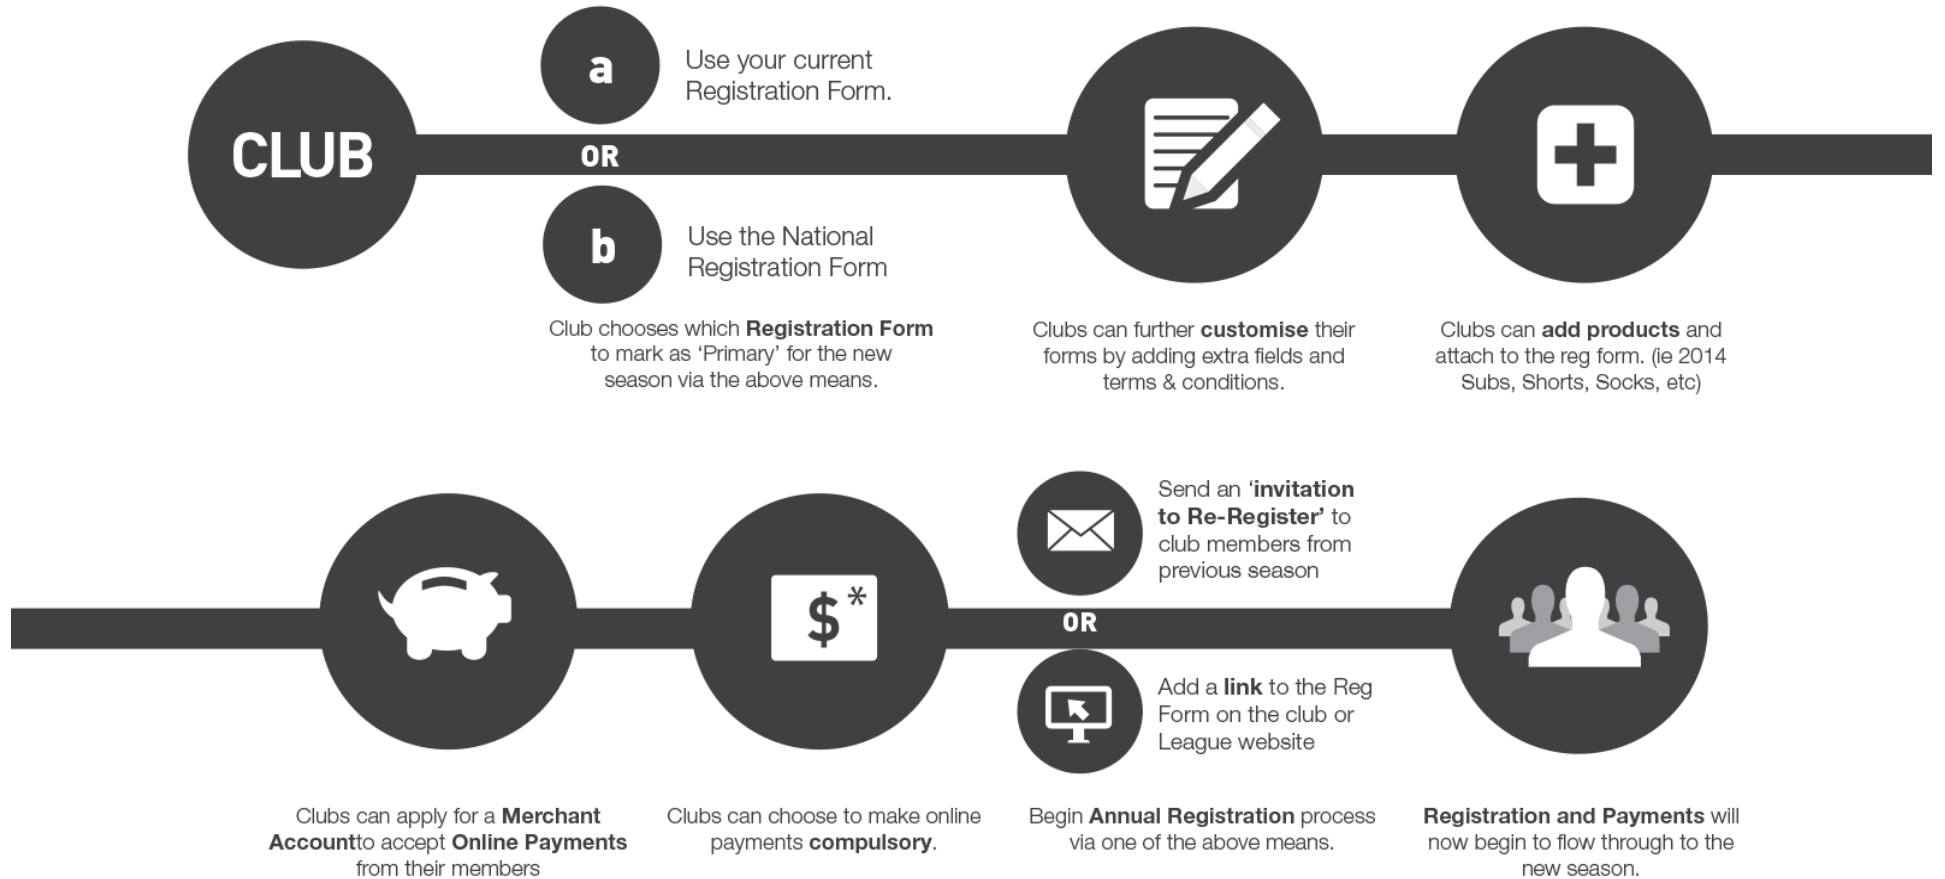 CLUB
a
Use your current
Registration Form.
OR
b
Use the National
Registration Form
Club chooses which Registration Form
to mark as ‘Primary’ for the new
season via the above means.
Clubs can further customise their
forms by adding extra fields and
terms & conditions.
Clubs can add products and
attach to the reg form. (ie 2014
Subs, Shorts, Socks, etc)
Clubs can apply for a Merchant
Accountto accept Online Payments
from their members
$*
Clubs can choose to make online
payments compulsory.
Send an ‘invitation
to Re-Register’ to
club members from
previous season
OR
Add a link to the Reg
Form on the club or
League website
Begin Annual Registration process
via one of the above means.
Registration and Payments will
now begin to flow through to the
new season.